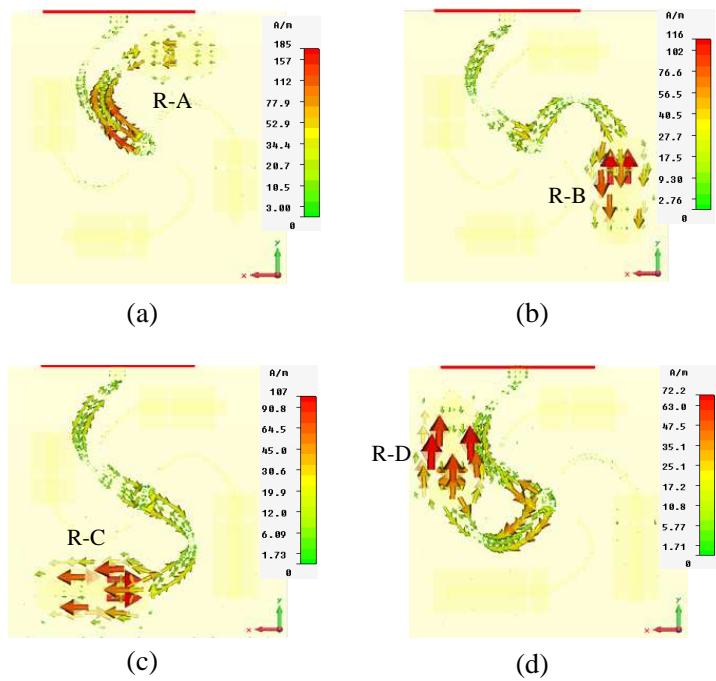 A/m
185
157
112
77.9
52.9
34.4
20.7
10.5
3.00
0
R-A
y
x
(a)
A/m
116
102
76.6
56.5
40.5
27.7
17.5
9.30
2.76
0
R-B
y
x
(b)
A/m
107
90.8
64.5
45.0
30.6
19.9
12.0
6.09
1.73
0
R-C
y
x
(c)
A/m
72.2
63.0
47.5
35.1
25.1
17.2
10.8
5.77
1.71
0
R-D
y
x
(d)